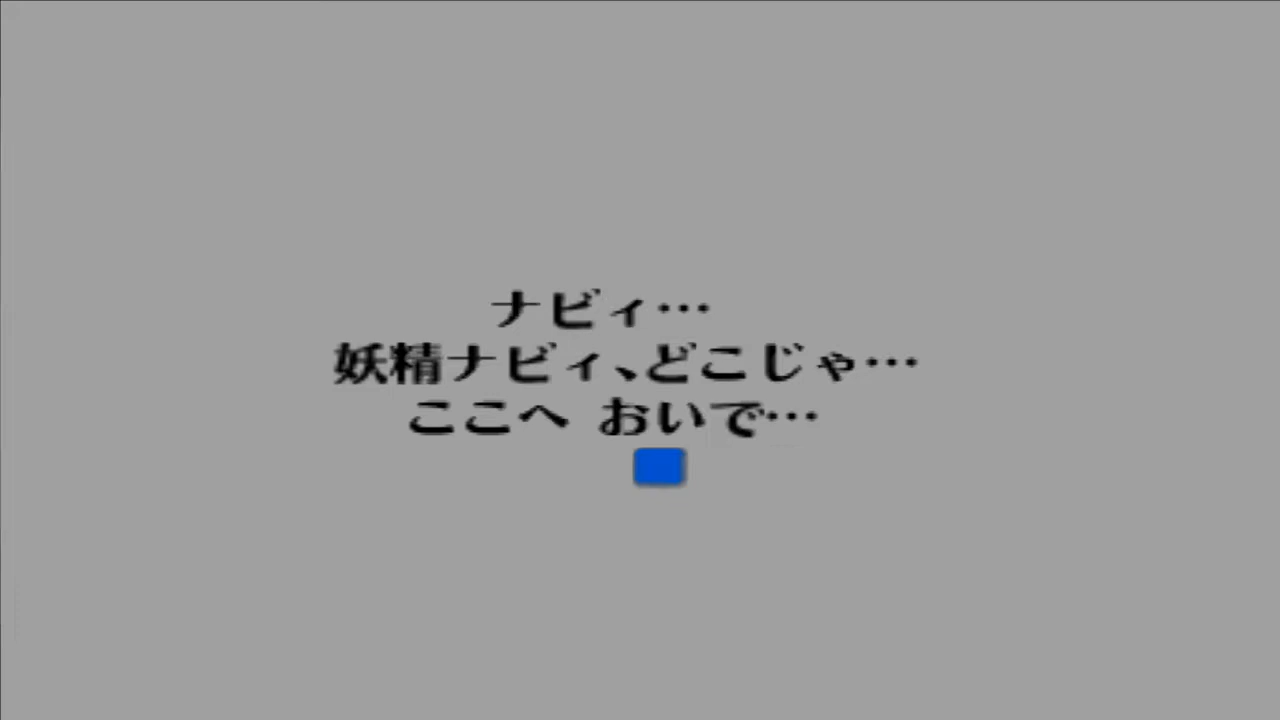 ナビィ…
妖精ナビィ、どこじゃ…
ここへ おいで…